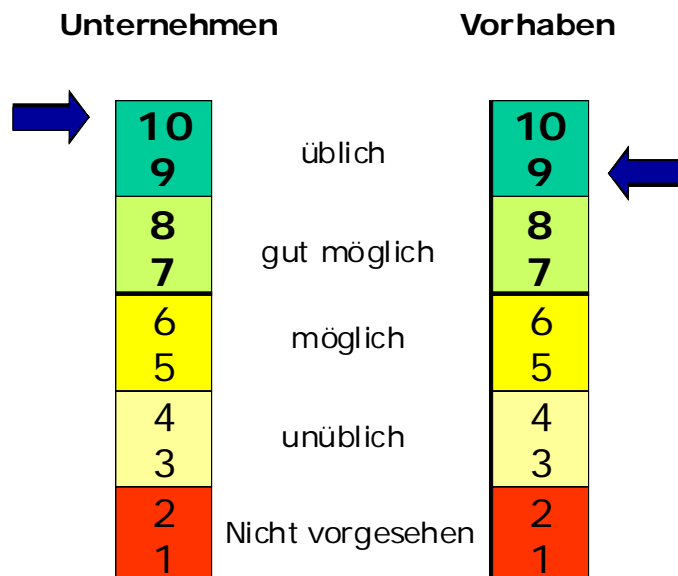 Unternehmen Vorhaben
10 10
üblich
9 9
8 8
gut möglich
7 7
6 6
möglich
5 5
4 4
unüblich
3 3
2 2
Nicht vorgesehen
1 1